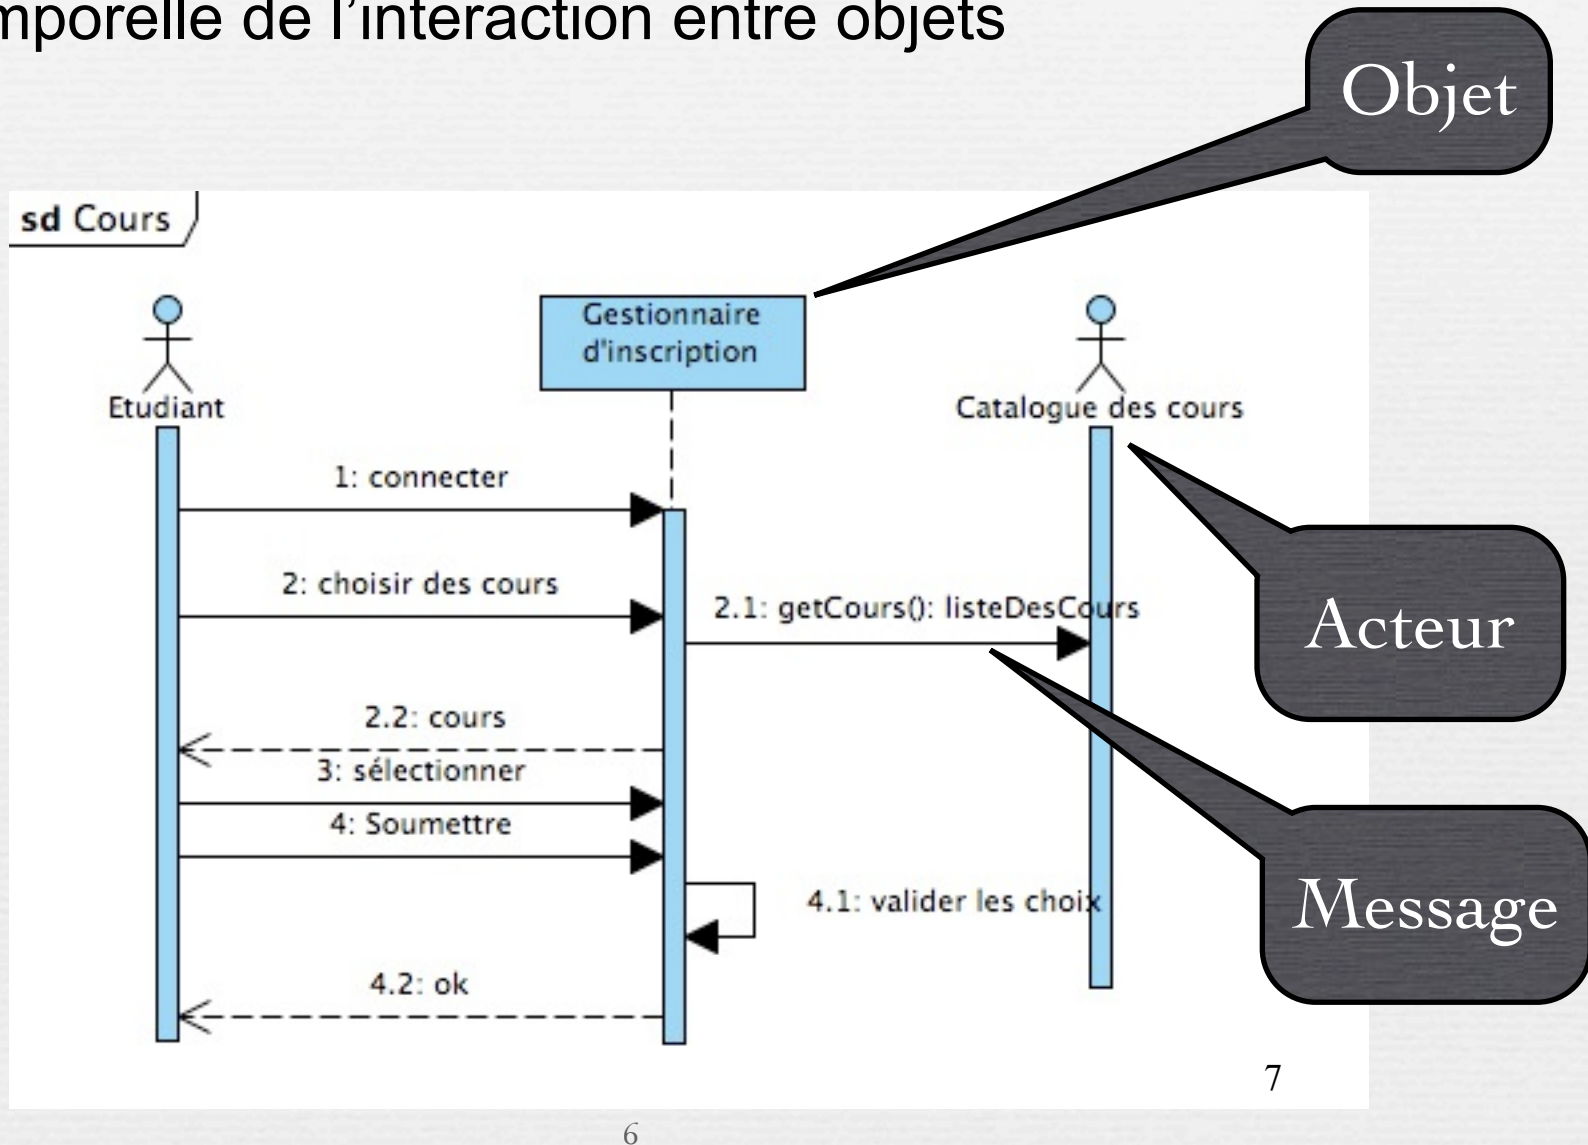 mporelle de l'interaction entre objets
Objet
sd Cours
Gestionnaire
d'inscription
Etudiant
Catalogue des cours
1: connecter
2: choisir des cours
2.1: getCours(): listeDesCours
Acteur
2.2: cours
3: sélectionner
4: Soumettre
4.1: valider les choix
Message
4.2: ok
7
6